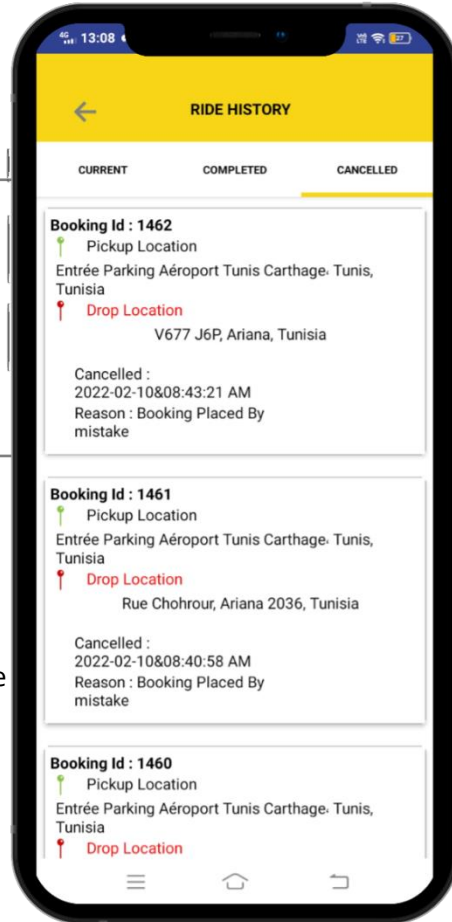 4G 13:08 VoI LTE 27
RIDE HISTORY
CURRENT COMPLETED CANCELLED
Booking Id : 1462
Pickup Location
Entrée Parking Aéroport Tunis Carthage، Tunis,
Tunisia
Drop Location
V677 J6P, Ariana, Tunisia
Cancelled :
2022-02-10&08:43:21 AM
Reason : Booking Placed By
mistake
Booking Id : 1461
Pickup Location
Entrée Parking Aéroport Tunis Carthage، Tunis,
Tunisia
Drop Location
Rue Chohrour, Ariana 2036, Tunisia
Cancelled :
2022-02-10&08:40:58 AM
e
Reason : Booking Placed By
mistake
Booking Id : 1460
Pickup Location
Entrée Parking Aéroport Tunis Carthage، Tunis,
Tunisia
Drop Location